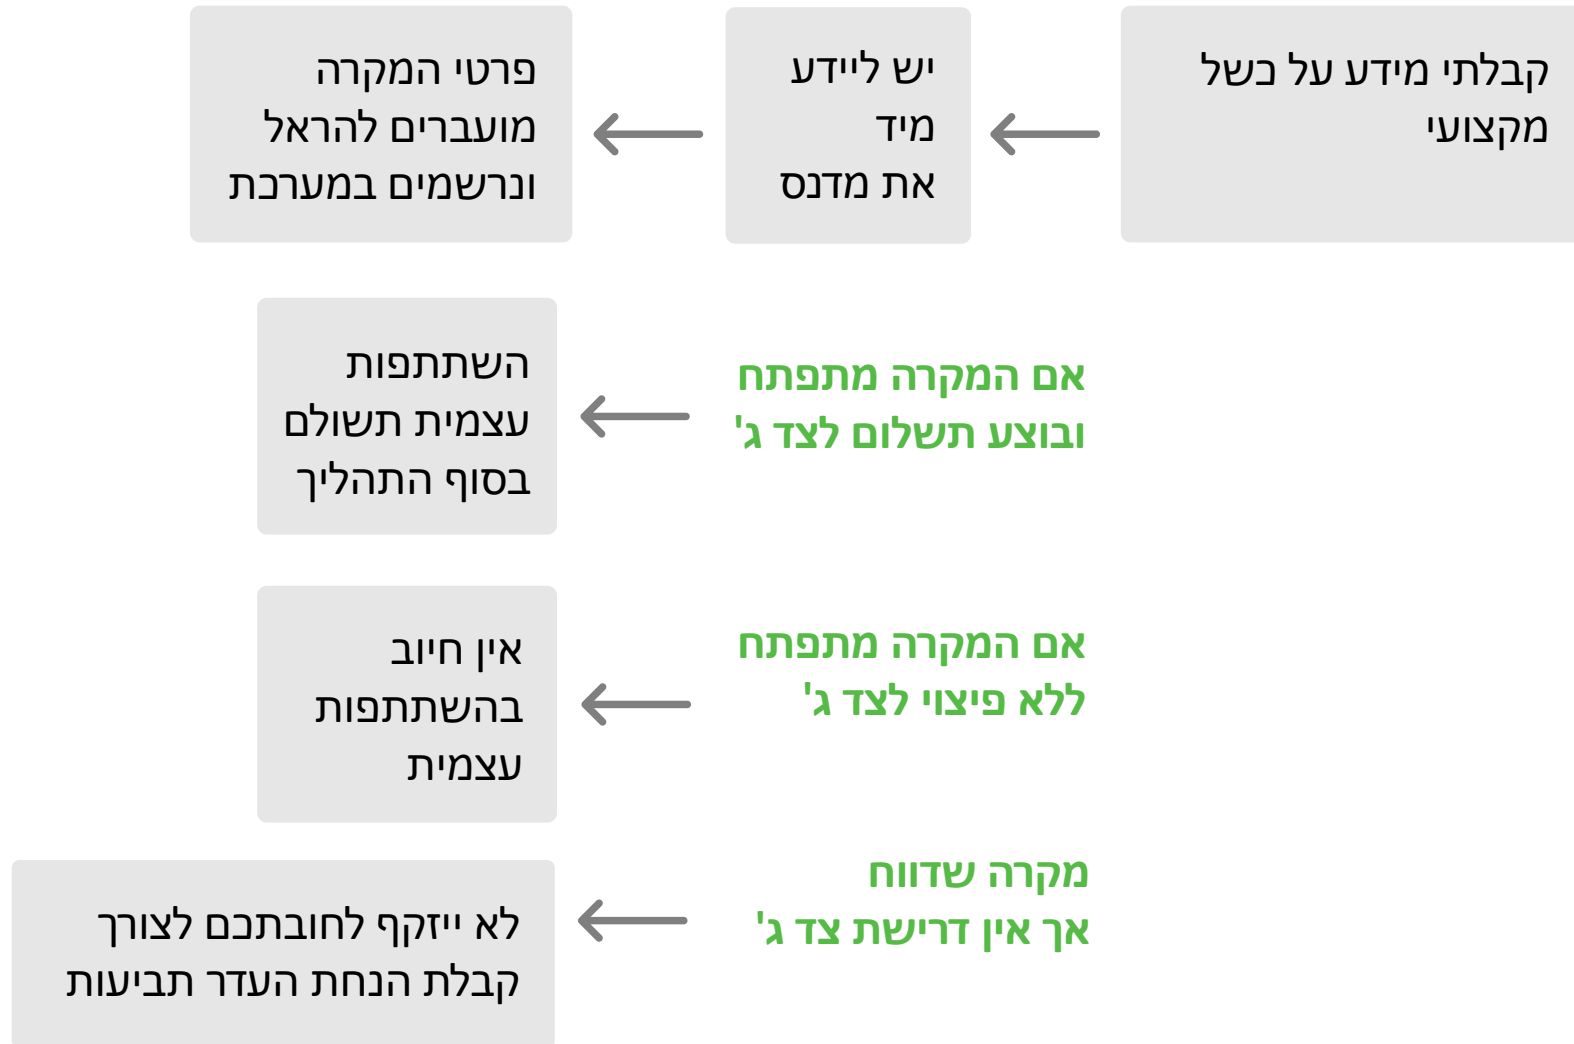 קבלתי מידע על כשל
מקצועי
יש ליידע
מיד
את מדנס
פרטי המקרה
מועברים להראל
ונרשמים במערכת
אם המקרה מתפתח
ובוצע תשלום לצד ג'
השתתפות
עצמית תשולם
בסוף התהליך
אם המקרה מתפתח
ללא פיצוי לצד ג'
אין חיוב
בהשתתפות
עצמית
מקרה שדווח
אך אין דרישת צד ג'
לא ייזקף לחובתכם לצורך
קבלת הנחת העדר תביעות